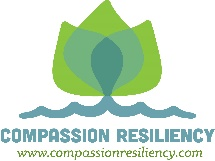 COMPASSION RESILIENCY
www.compassionresiliency.com